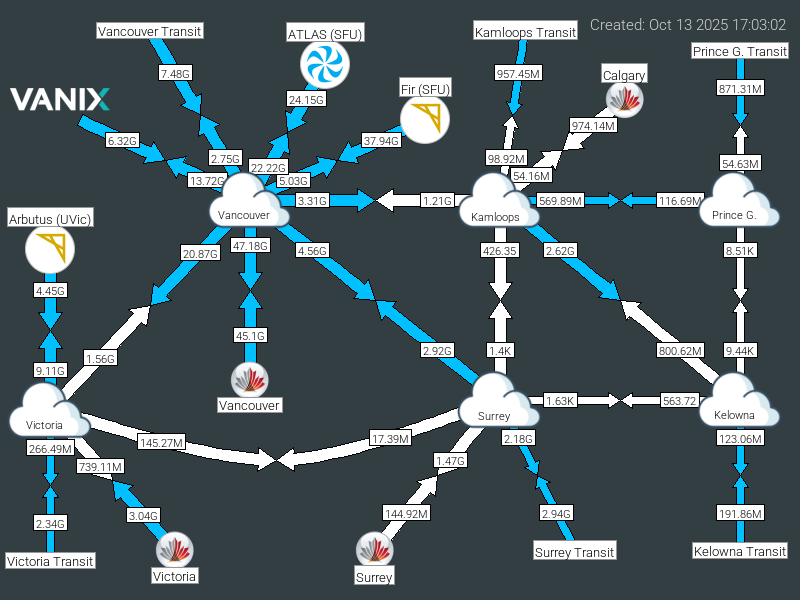 Created: Oct 13 2025 17:03:02
Vancouver Transit
ATLAS (SFU)
Kamloops Transit
Prince G. Transit
7.48G
957.45M
Calgary
24.15G
Fir (SFU)
871.31M
VANIX
974.14M
6.32G
37.94G
2.75G
98.92M
54.63M
22.22G
54.16M
13.72G
5.03G
3.31G
1.21G
569.89M
116.69M
Vancouver
Kamloops
Prince G.
Arbutus (UVic)
20.87G
47.18G
4.56G
426.35
2.62G
8.51K
4.45G
45.1G
1.56G
2.92G
1.4K
800.62M
9.44K
9.11G
Vancouver
1.63K
563.72
Victoria
Surrey
Kelowna
266.49M
145.27M
17.39M
2.18G
123.06M
739.11M
1.47G
2.34G
3.04G
144.92M
2.94G
191.86M
Victoria Transit
Victoria
Surrey
Surrey Transit
Kelowna Transit